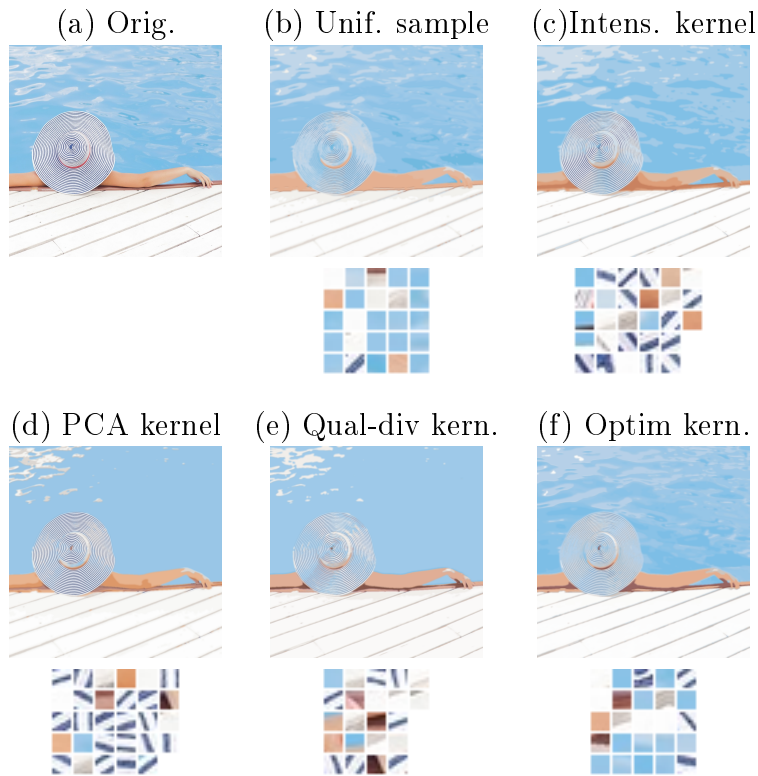 (a) Orig.
(b) Unif. sample
(c)Intens. kernel
(d) PCA kernel
(e) Qual-div kern.
(f) Optim kern.